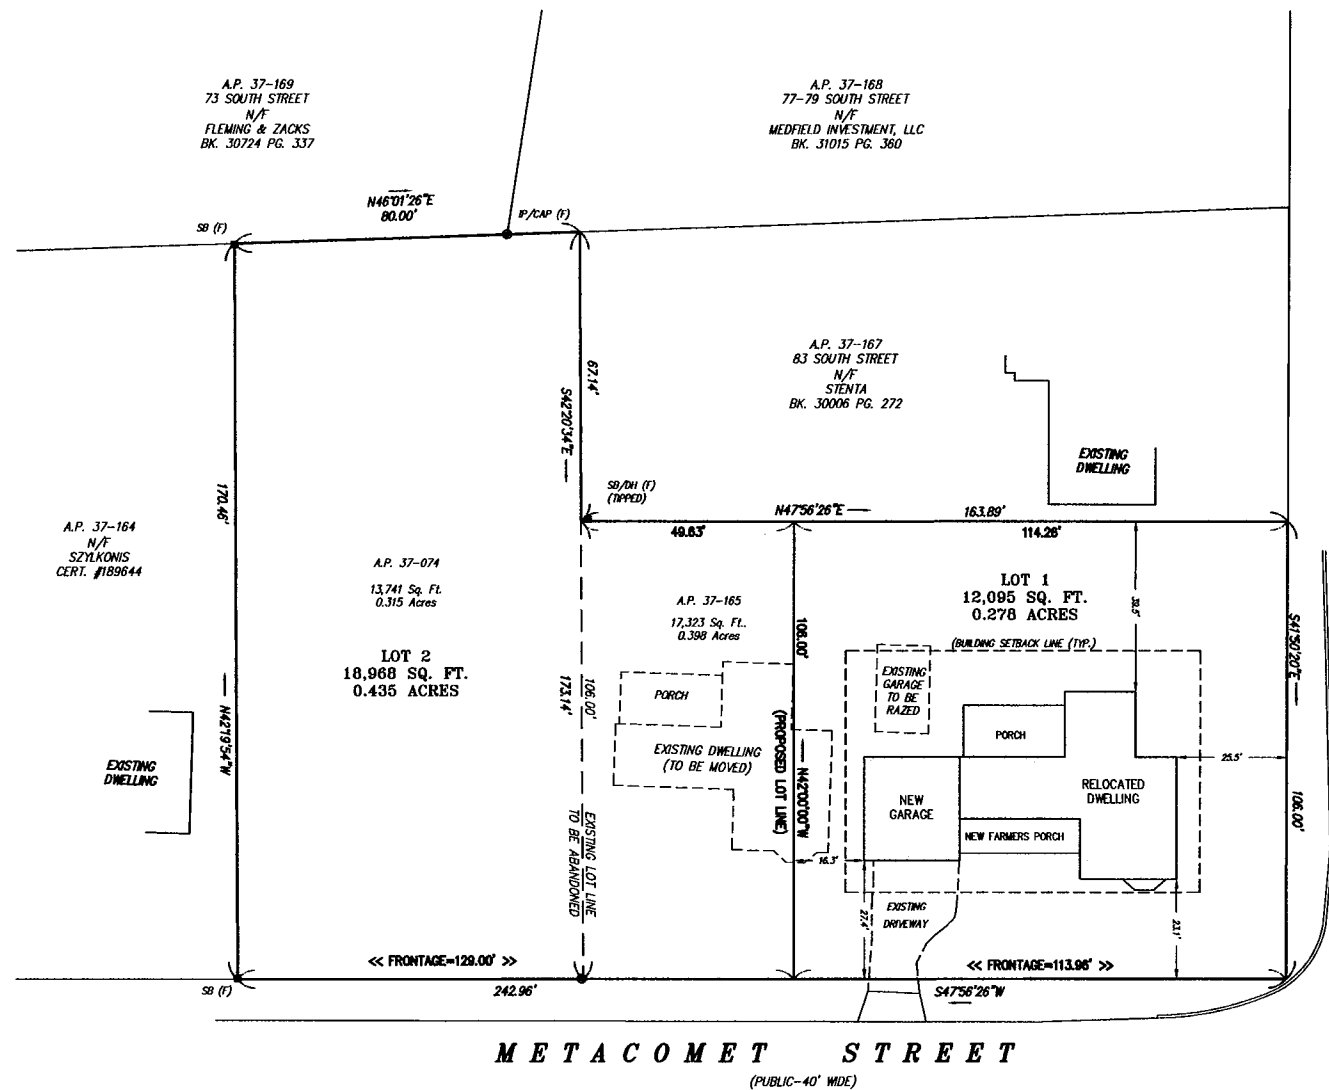 A.P. 37-169
73 SOUTH STREET
N/F
FLEMING & ZACKS
BK. 30724 PG. 337
A.P. 37-168
77-79 SOUTH STREET
N/F
MEDFIELD INVESTMENT, LLC
BK. 31015 PG. 360
N46°01'26"E
80.00'
SB (F)
IP/CAP (F)
67.14'
S42°20'34"E
A.P. 37-167
83 SOUTH STREET
N/F
STENTA
BK. 30006 PG. 272
EXISTING
DWELLING
SB/DH (F)
(TIPPED)
N47°56'26"E
163.89'
49.63'
114.26'
170.46'
N42°19'54"W
A.P. 37-164
N/F
SZYLKONIS
CERT. #189644
A.P. 37-074
13,741 Sq. Ft.
0.315 Acres
LOT 2
18,968 SQ. FT.
0.435 ACRES
A.P. 37-165
17,323 Sq. Ft.
0.398 Acres
LOT 1
12,095 SQ. FT.
0.278 ACRES
(BUILDING SETBACK LINE (TYP.)
39.5'
S41°50'20"E
106.00'
106.00'
(PROPOSED LOT LINE)
N42°00'00"W
106.00'
173.14'
EXISTING LOT LINE
TO BE ABANDONED
PORCH
EXISTING DWELLING
(TO BE MOVED)
EXISTING
GARAGE
TO BE
RAZED
PORCH
25.5'
RELOCATED
DWELLING
NEW
GARAGE
NEW FARMERS PORCH
EXISTING
DWELLING
16.3'
27.4'
EXISTING
DRIVEWAY
23.1'
<< FRONTAGE=129.00' >>
<< FRONTAGE=113.96' >>
SB (F)
242.96'
S47°56'26"W
METACOMET STREET
(PUBLIC-40' WIDE)